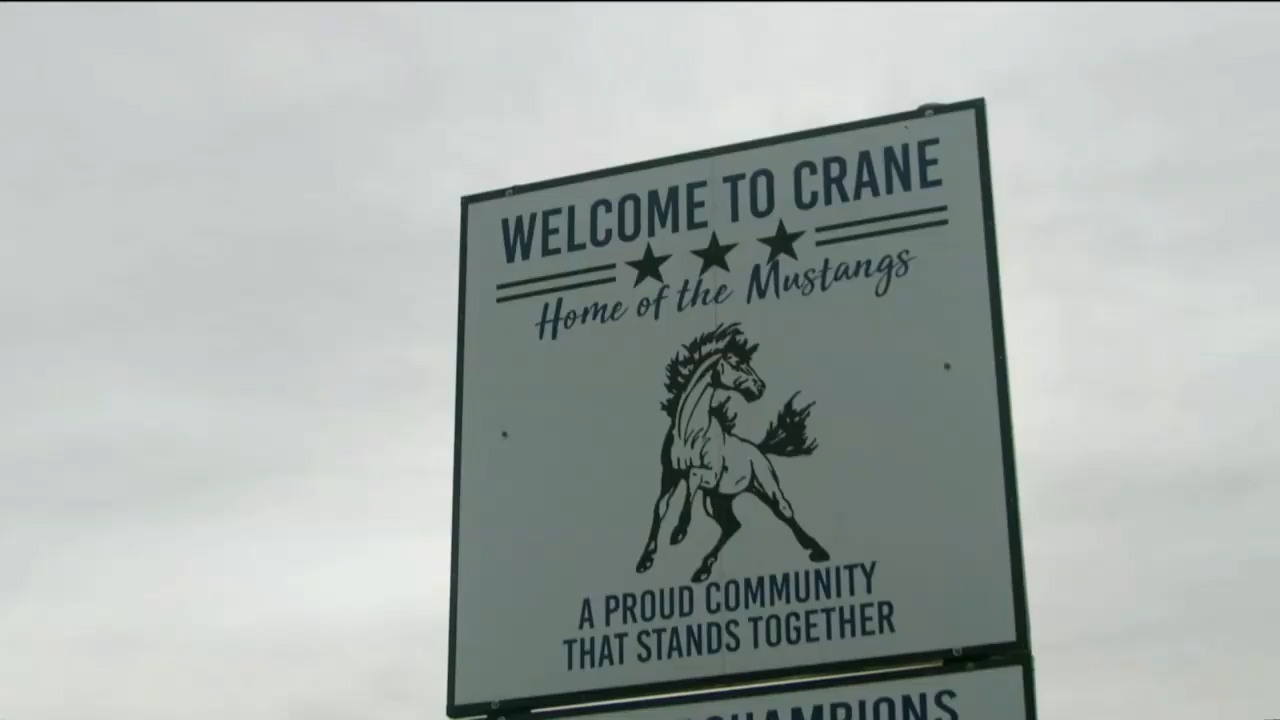 WELCOME TO CRANE
Home of the Mustangs
A PROUD COMMUNITY
THAT STANDS TOGETHER
CHAMPIONS